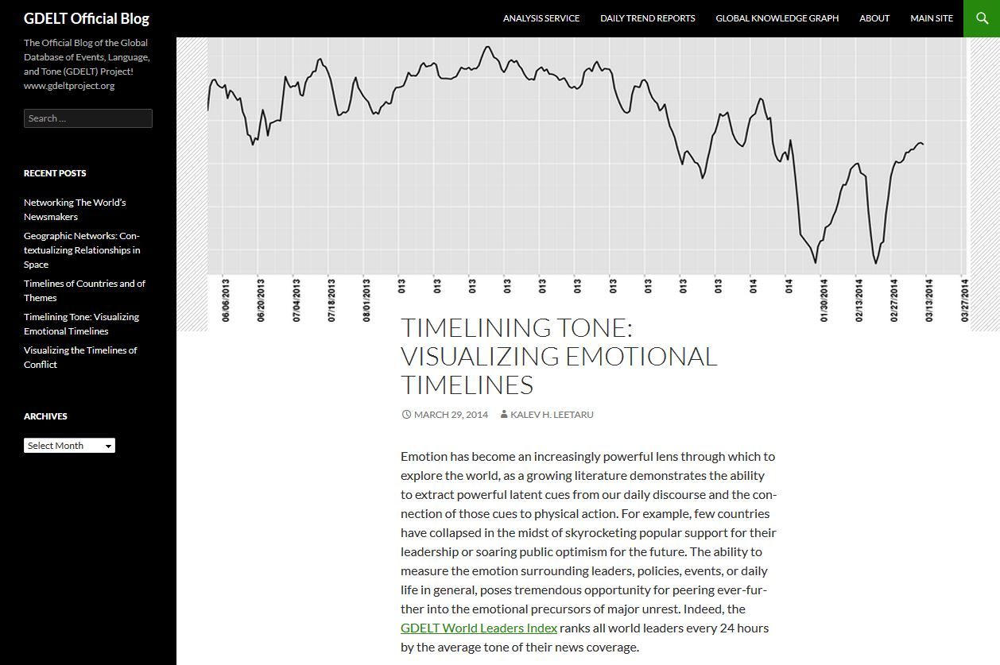 GDELT Official Blog
ANALYSIS SERVICE
DAILY TREND REPORTS
GLOBAL KNOWLEDGE GRAPH
ABOUT
MAIN SITE
The Official Blog of the Global
Database of Events, Language,
and Tone (GDELT) Project!
www.gdeltproject.org
Search ...
RECENT POSTS
Networking The World's
Newsmakers
Geographic Networks: Con-
textualizing Relationships in
Space
Timelines of Countries and of
Themes
Timelining Tone: Visualizing
Emotional Timelines
Visualizing the Timelines of
Conflict
ARCHIVES
Select Month
06/06/2013
06/20/2013
07/04/2013
07/18/2013
08/01/2013
013
013
013
013
013
013
013
013
013
013
014
014
01/30/2014
02/13/2014
02/27/2014
03/13/2014
03/27/2014
TIMELINING TONE:
VISUALIZING EMOTIONAL
TIMELINES
MARCH 29, 2014 KALEV H. LEETARU
Emotion has become an increasingly powerful lens through which to
explore the world, as a growing literature demonstrates the ability
to extract powerful latent cues from our daily discourse and the con-
nection of those cues to physical action. For example, few countries
have collapsed in the midst of skyrocketing popular support for their
leadership or soaring public optimism for the future. The ability to
measure the emotion surrounding leaders, policies, events, or daily
life in general, poses tremendous opportunity for peering ever-fur-
ther into the emotional precursors of major unrest. Indeed, the
GDELT World Leaders Index ranks all world leaders every 24 hours
by the average tone of their news coverage.